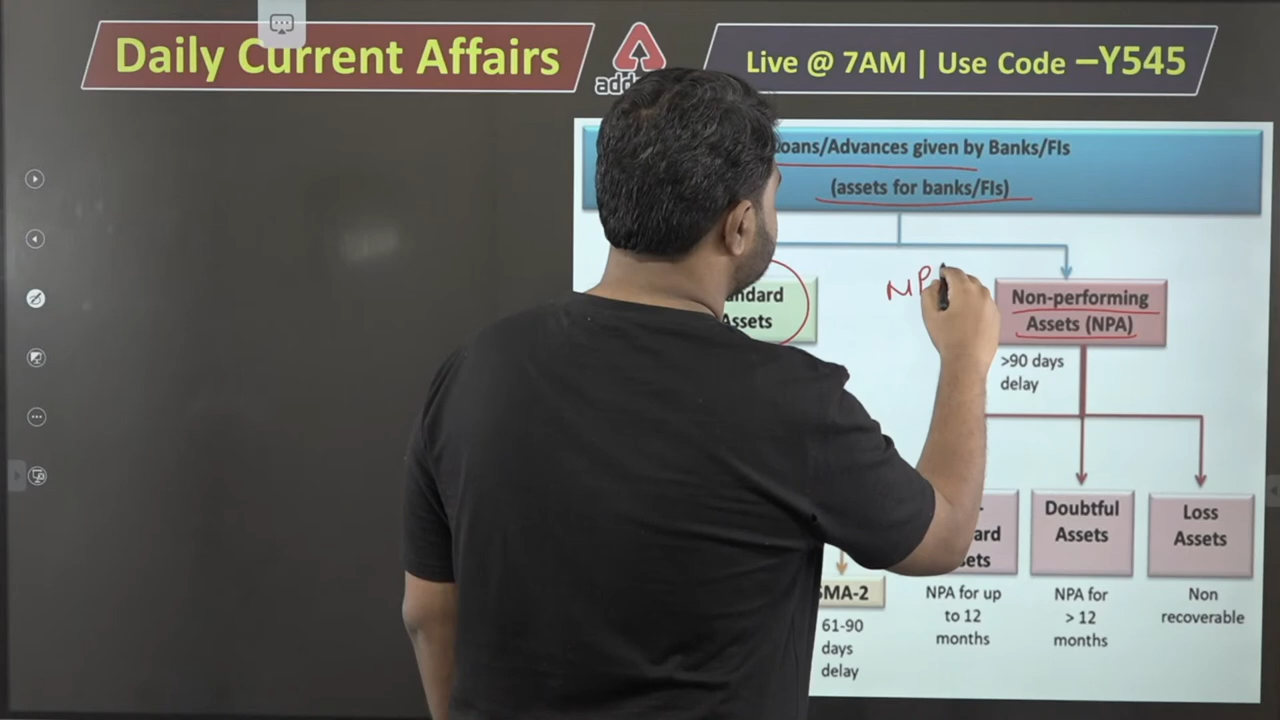 Daily Current Affairs
Live @ 7AM | Use Code –Y545
Loans/Advances given by Banks/FIs
(assets for banks/FIs)
NP
Assets
Non-performing
Assets (NPA)
>90 days
delay
Doubtful
Assets
Loss
Assets
SMA-2
61-90
days
delay
NPA for up
to 12
months
NPA for
> 12
months
Non
recoverable